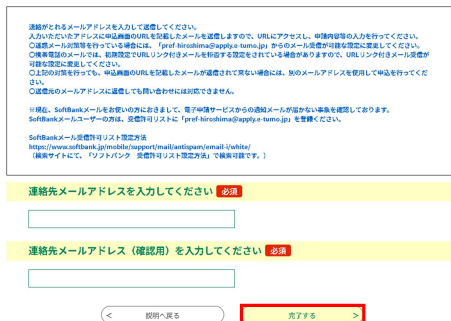 連絡がとれるメールアドレスを入力して送信してください。
入力いただいたアドレスに申込画面のURLを記載したメールを送信しますので、URLにアクセスし、申請内容等の入力を行ってください。
○迷惑メール対策等を行っている場合には、「pref-hiroshima@apply.e-tumo.jp」からのメール受信が可能な設定に変更してください。
○携帯電話のメールでは、初期設定でURLリンク付きメールを拒否する設定をされている場合がありますので、URLリンク付きメール受信が
可能な設定に変更してください。
○上記の対策を行っても、申込画面のURLを記載したメールが返信されて来ない場合には、別のメールアドレスを使用して申込を行ってくだ
さい。
○送信元のメールアドレスに返信しても問い合わせには対応できません。
※現在、SoftBankメールをお使いの方におきまして、電子申請サービスからの通知メールが届かない事象を確認しております。
SoftBankメールユーザーの方は、受信許可リストに「pref-hiroshima@apply.e-tumo.jp」を登録ください。
SoftBankメール受信許可リスト設定方法
https://www.softbank.jp/mobile/support/mail/antispam/email-i/white/
（検索サイトにて、「ソフトバンク 受信許可リスト設定方法」で検索可能です。）
連絡先メールアドレスを入力してください 必須
連絡先メールアドレス（確認用）を入力してください 必須
< 説明へ戻る
完了する >